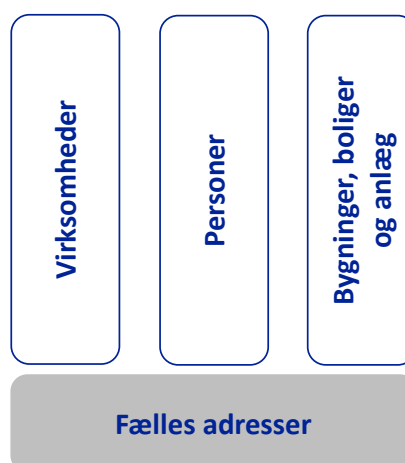 Virksomheder
Personer
Bygninger, boliger
og anlæg
Fælles adresser